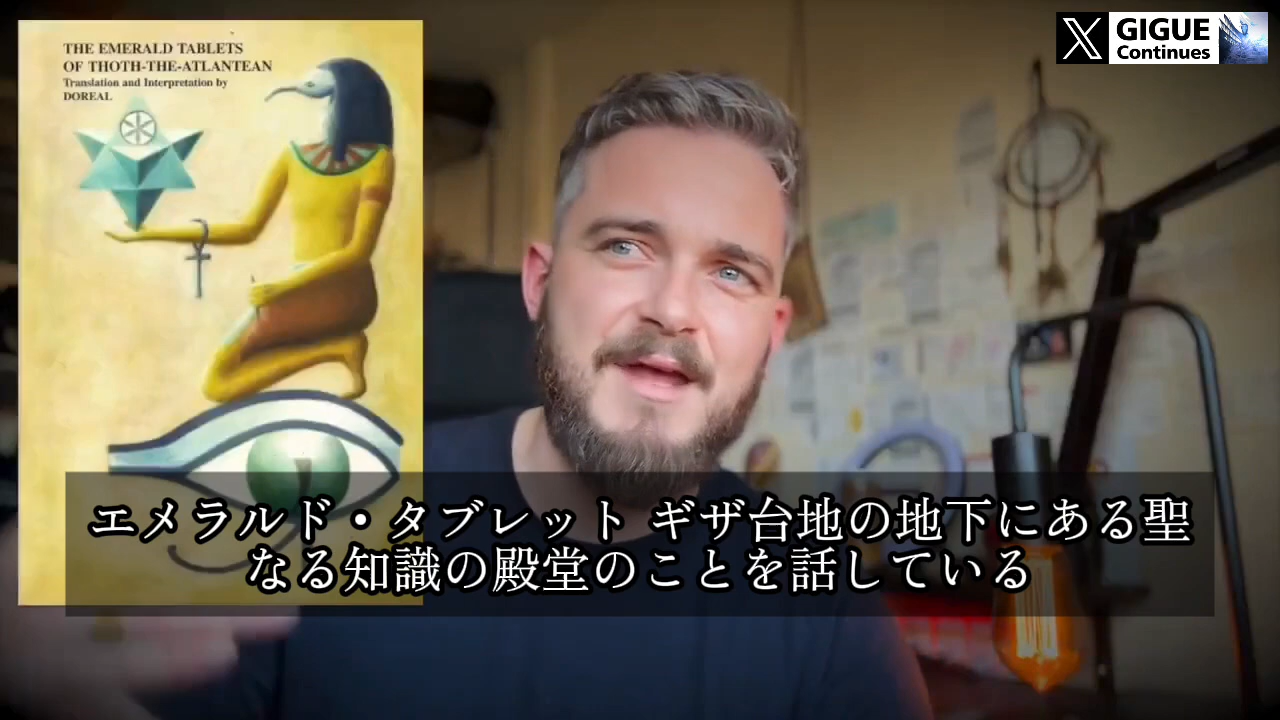 THE EMERALD TABLETS
OF THOTH-THE-ATLANTEAN
Translation and Interpretation by
DOREAL
X GIGUE
Continues
エメラルド・タブレット ギザ台地の地下にある聖
なる知識の殿堂のことを話している